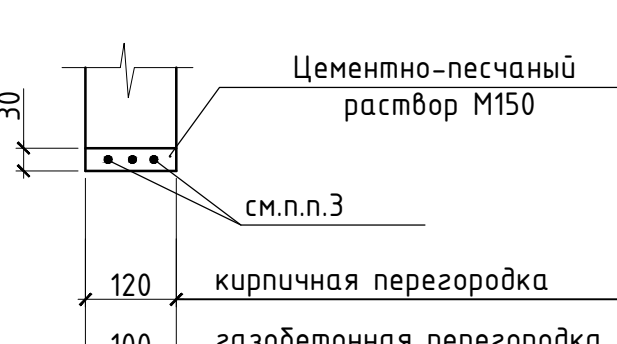 Цементно-песчаный
раствор М150
30
см.п.п.3
120 кирпичная перегородка
100 газобетонная перегородка